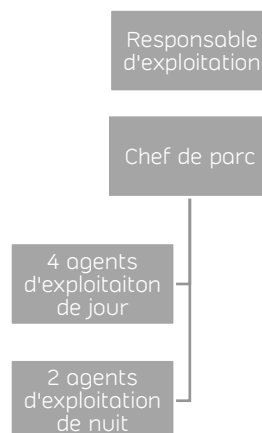 Responsable
d'exploitation
Chef de parc
4 agents
d'exploitaiton
de jour
2 agents
d'exploitation
de nuit